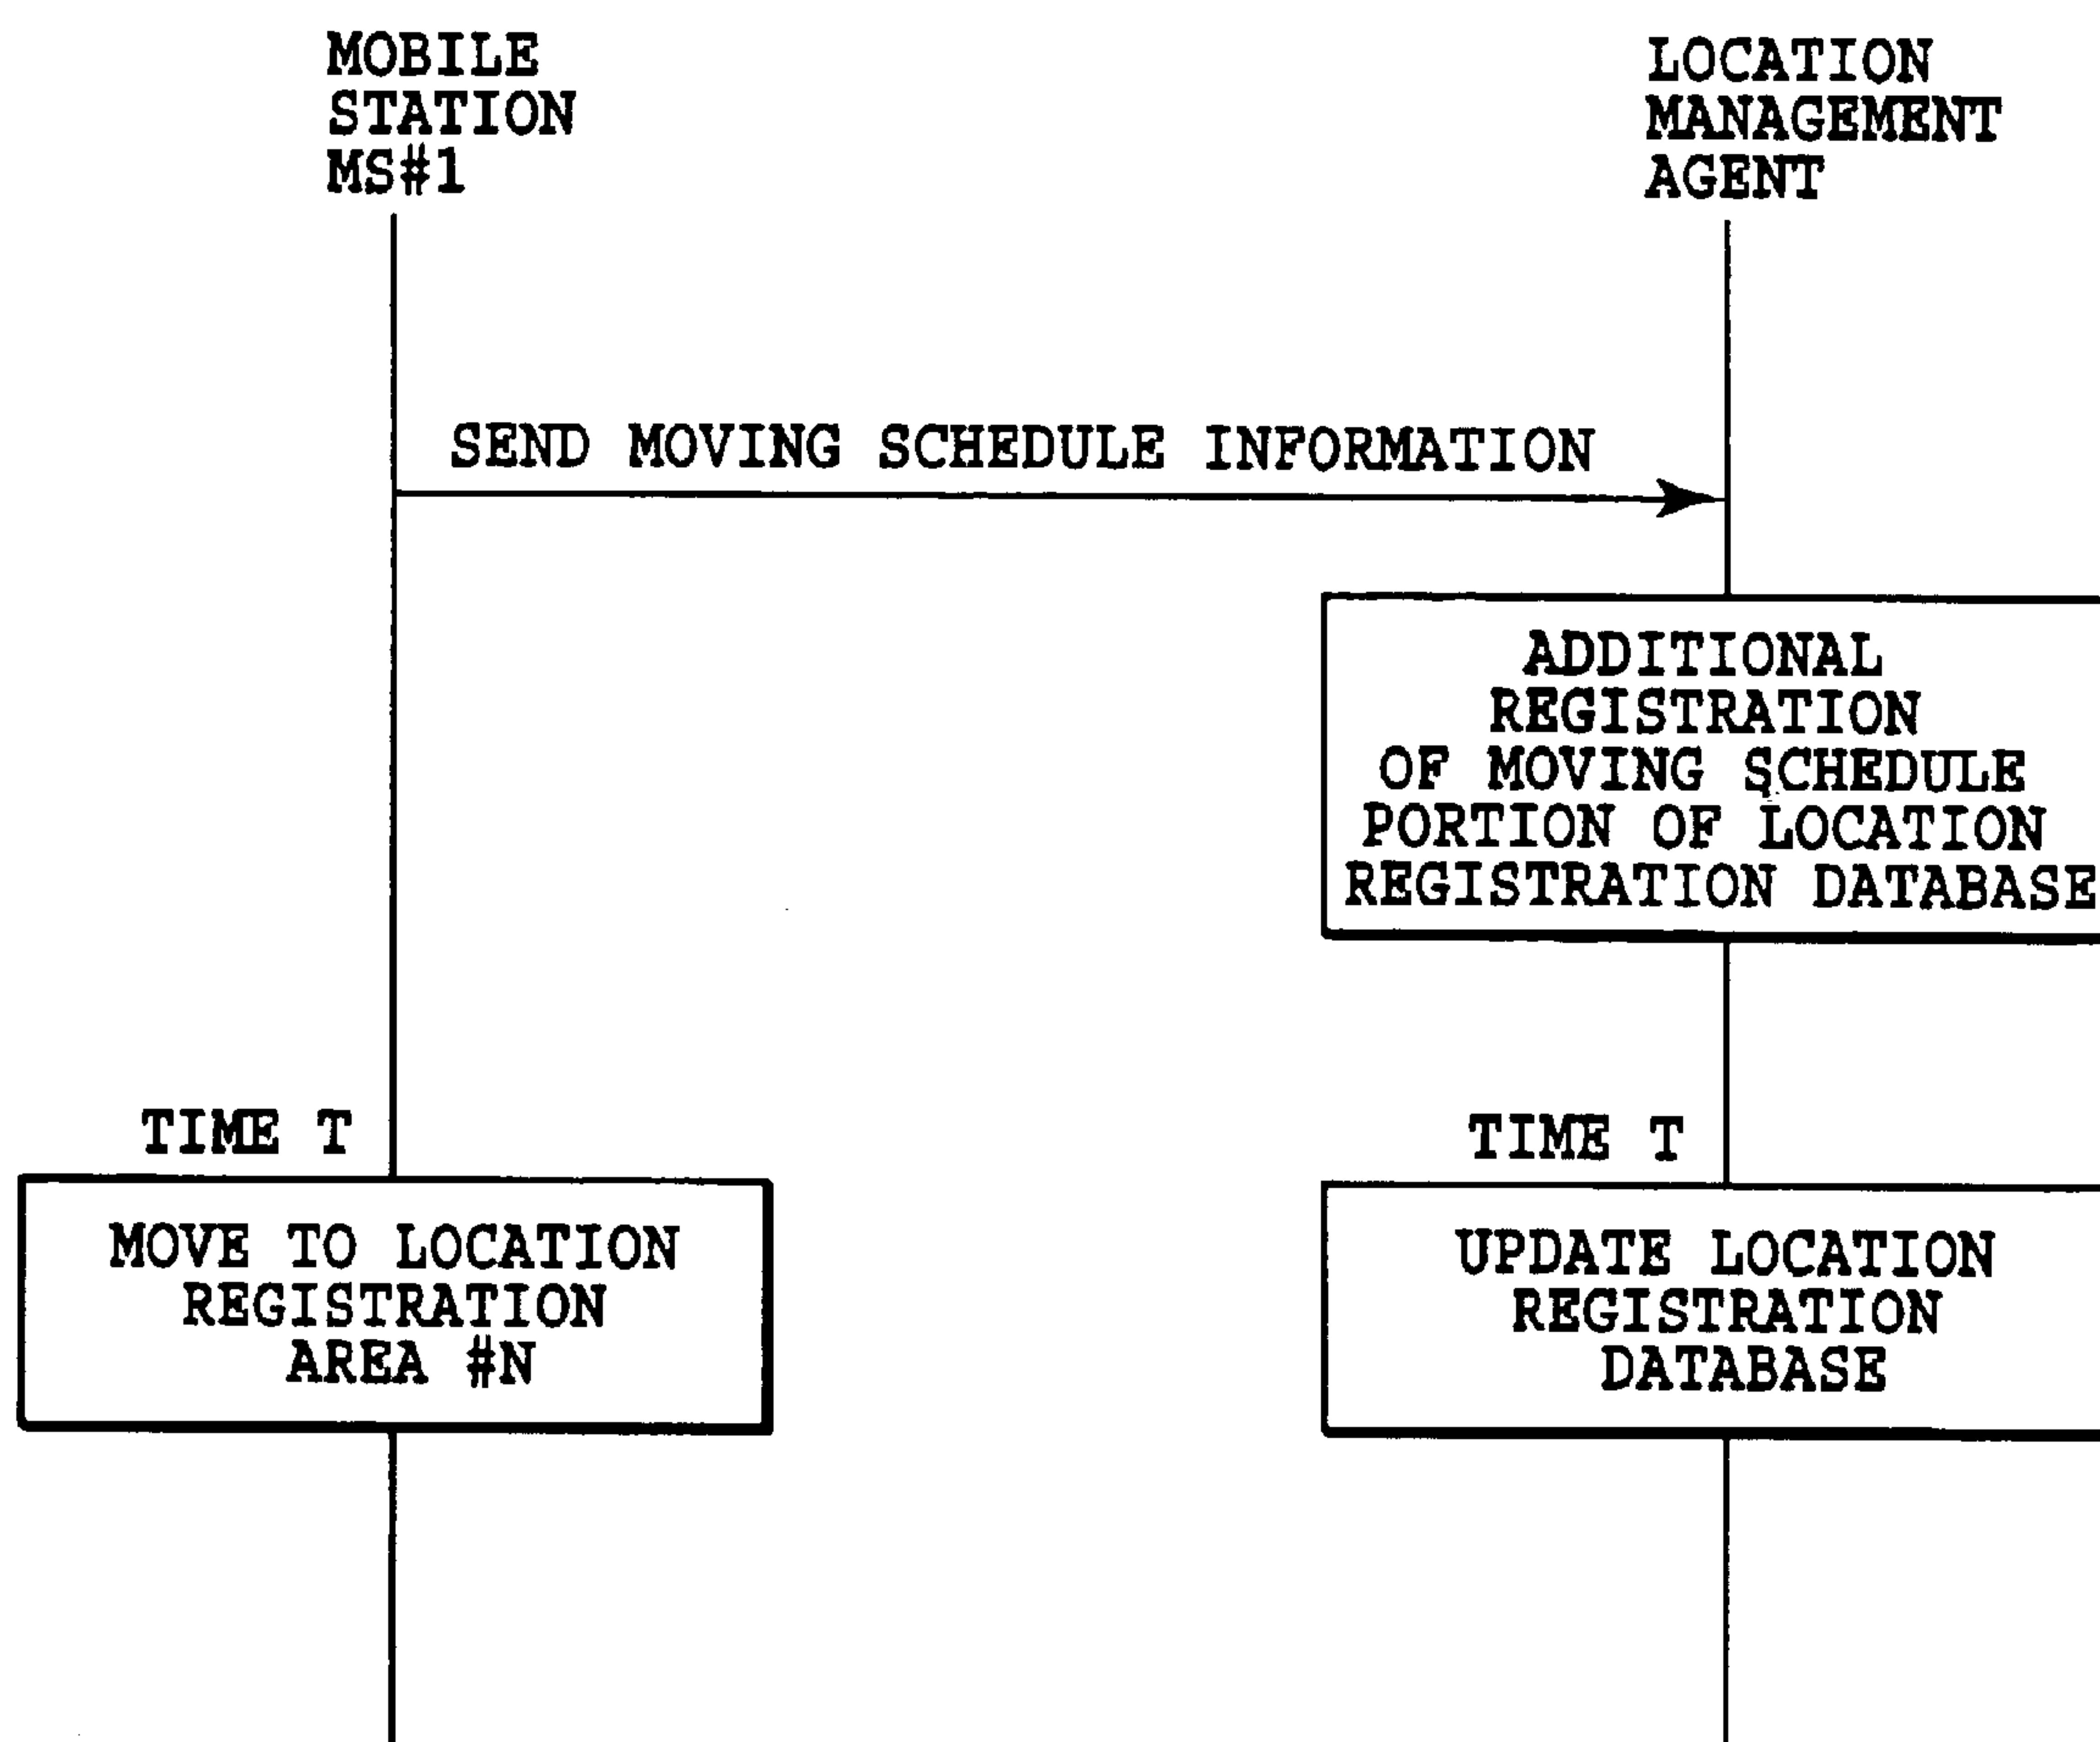 MOBILE
STATION
MS#1
LOCATION
MANAGEMENT
AGENT
SEND MOVING SCHEDULE INFORMATION
ADDITIONAL
REGISTRATION
OF MOVING SCHEDULE
PORTION OF LOCATION
REGISTRATION DATABASE
TIME T
TIME T
MOVE TO LOCATION
REGISTRATION
AREA #N
UPDATE LOCATION
REGISTRATION
DATABASE